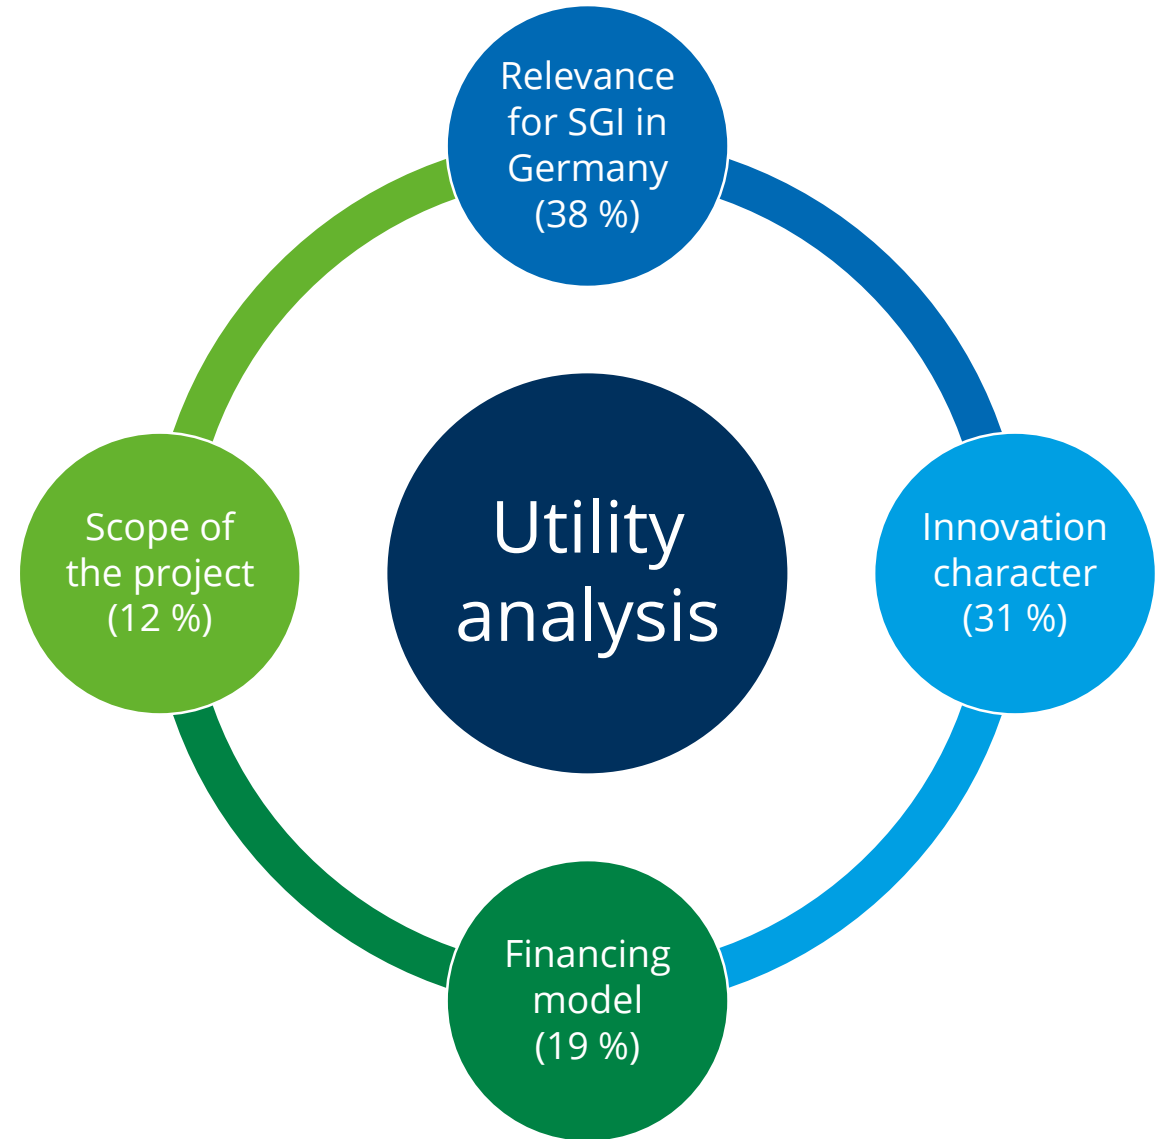 Relevance
for SGI in
Germany
(38 %)
Scope of
the project
(12 %)
Utility
analysis
Innovation
character
(31 %)
Financing
model
(19 %)